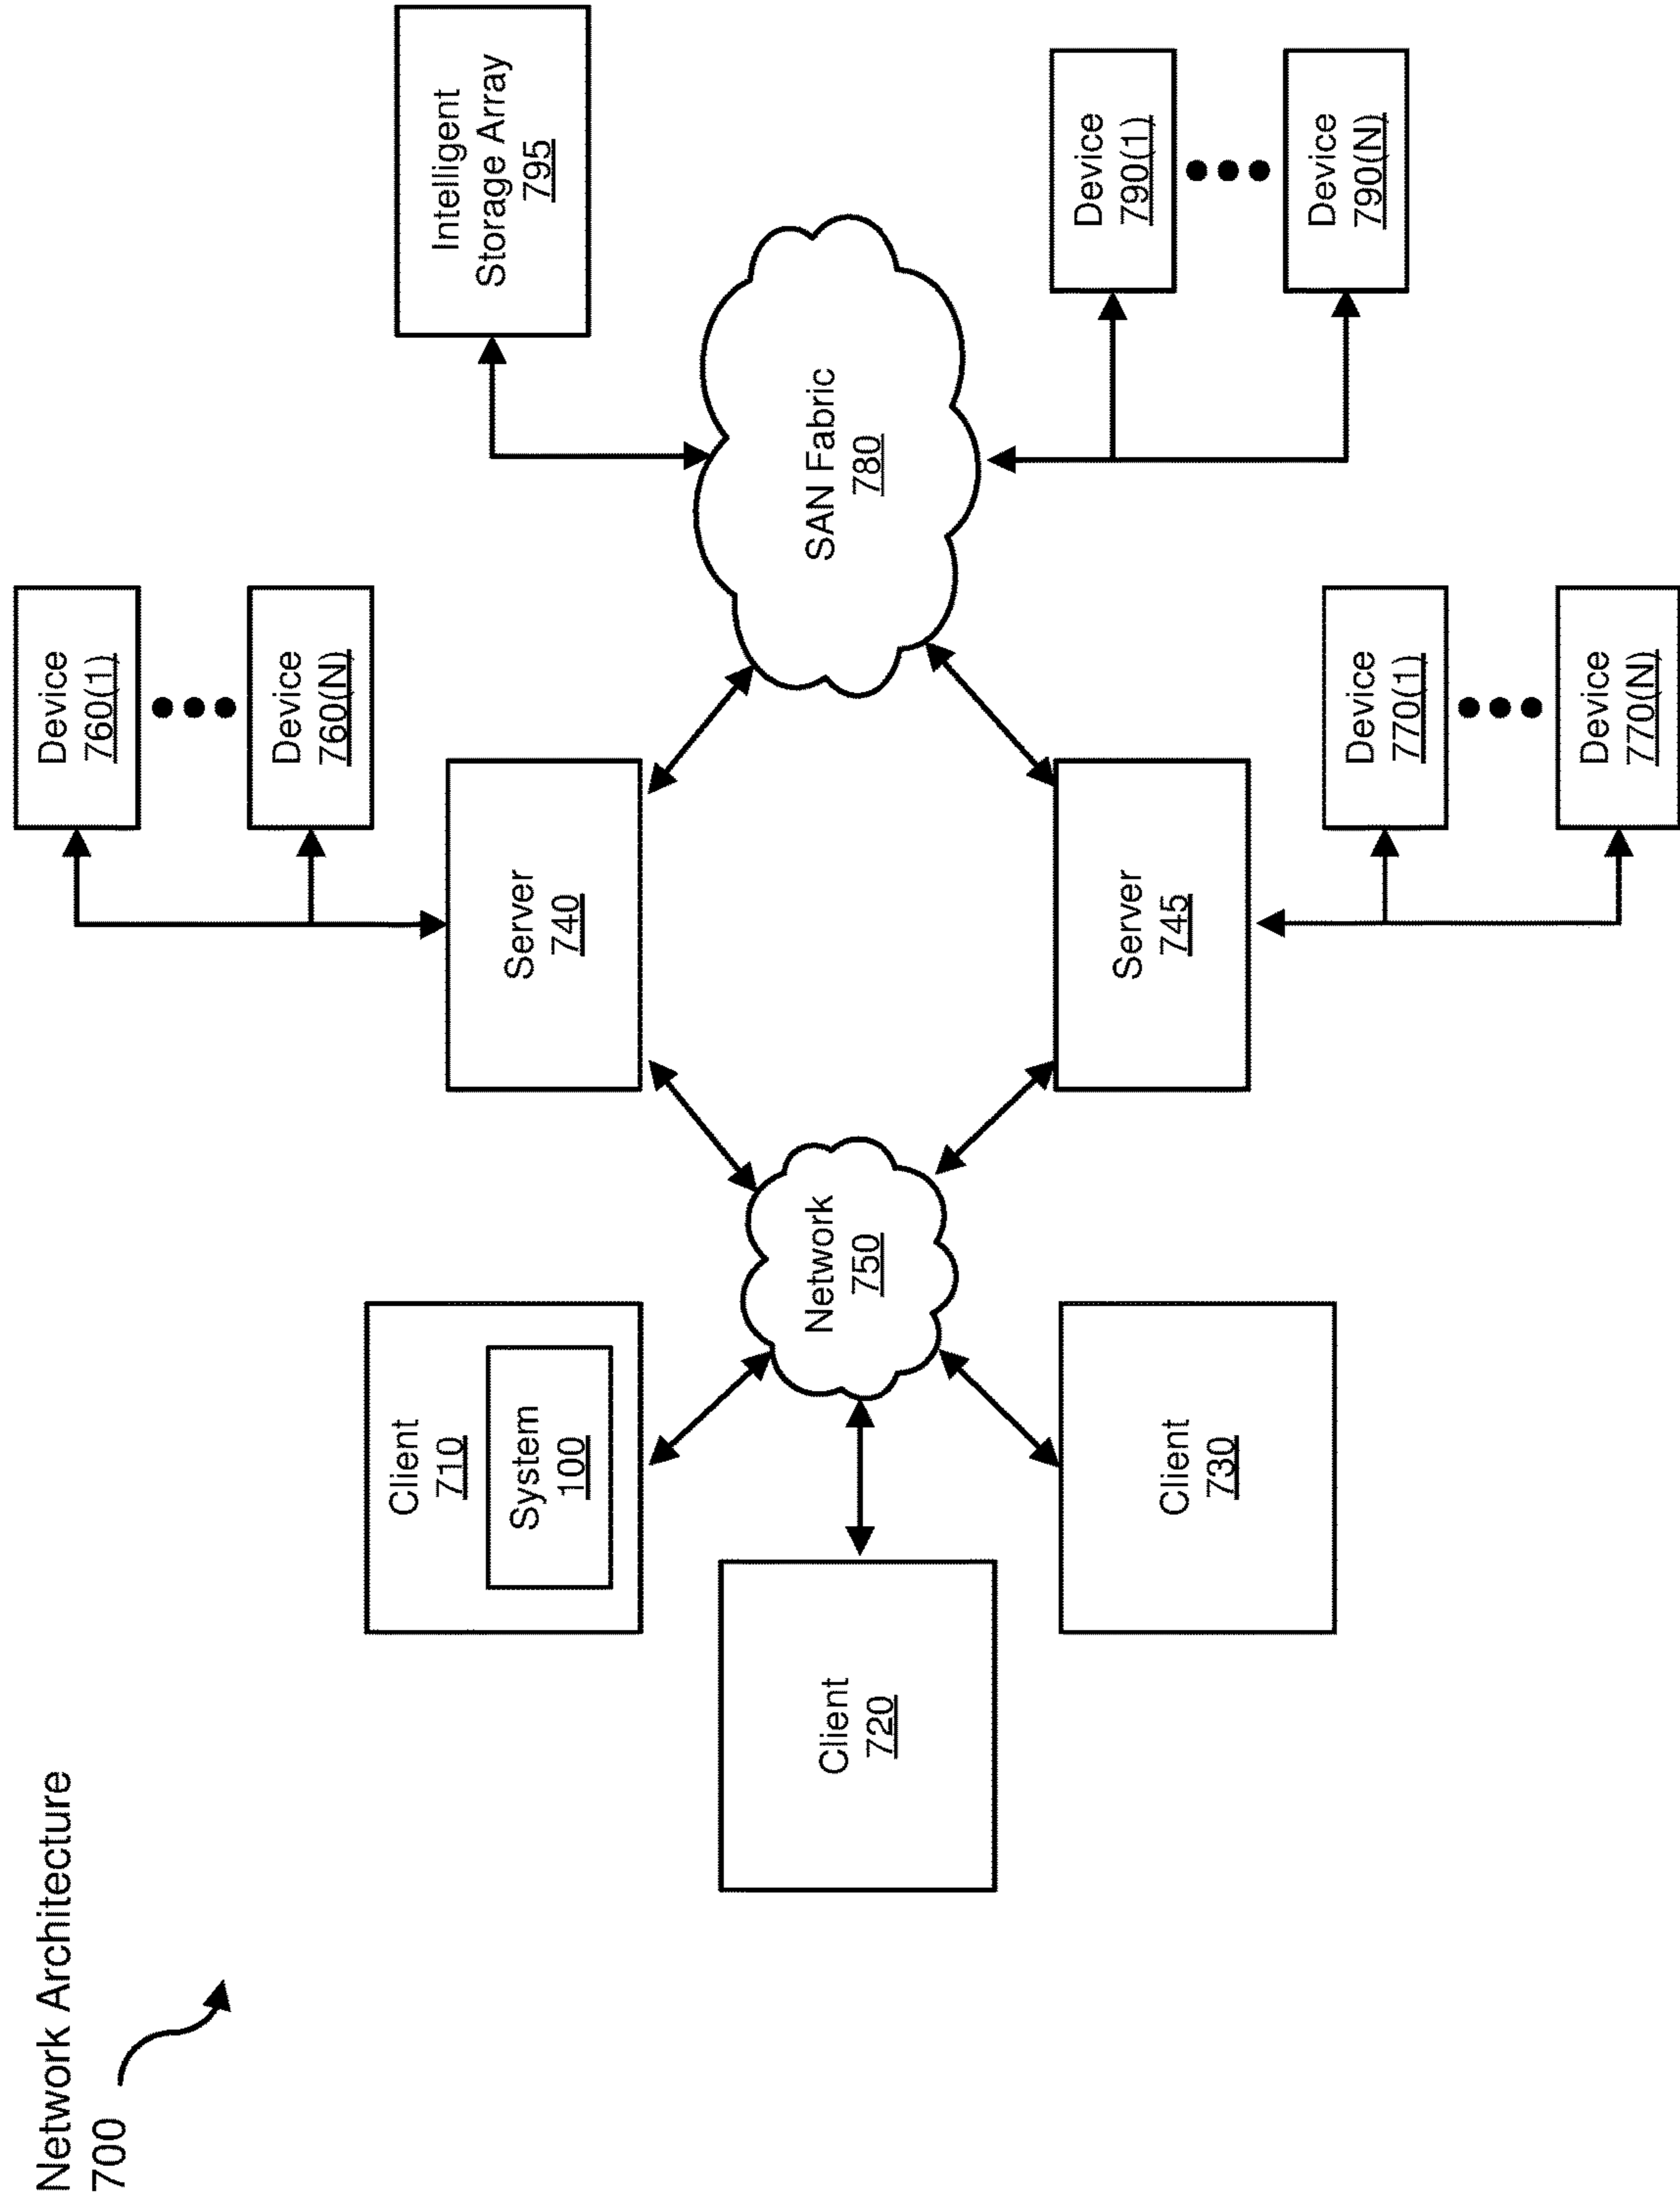 Network Architecture
700
Client
710
System
100
Client
720
Client
730
Network
750
Server
740
Server
745
Device
760(1)
Device
760(N)
Device
770(1)
Device
770(N)
SAN Fabric
780
Intelligent
Storage Array
795
Device
790(1)
Device
790(N)